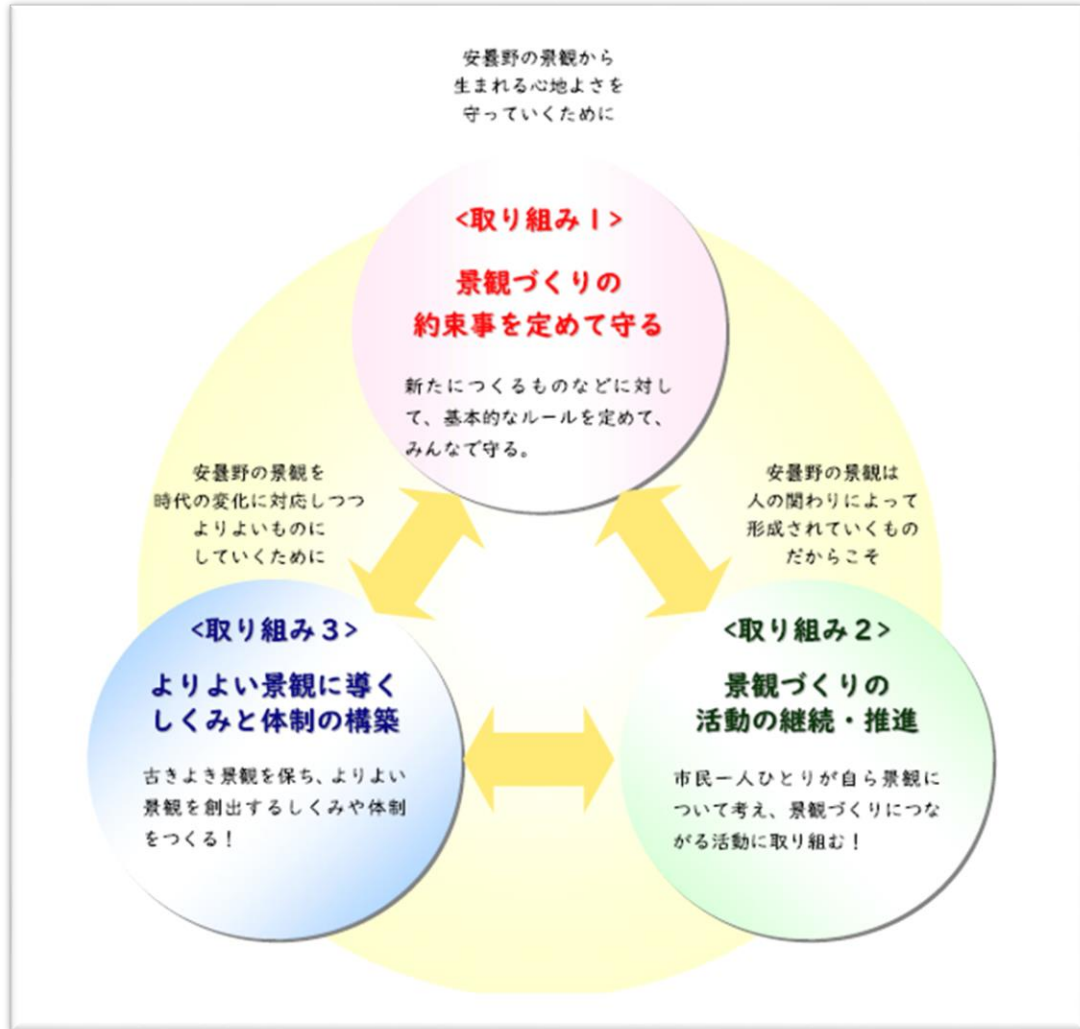 安曇野の景観から
生まれる心地よさを
守っていくために
<取り組み1>
景観づくりの
約束事を定めて守る
新たにつくるものなどに対し
て、基本的なルールを定めて、
みんなで守る。
安曇野の景観を
時代の変化に対応しつつ
よりよいものに
していくために
安曇野の景観は
人の関わりによって
形成されていくもの
だからこそ
<取り組み3>
よりよい景観に導く
しくみと体制の構築
古きよき景観を保ち、よりよい
景観を創出するしくみや体制
をつくる！
<取り組み2>
景観づくりの
活動の継続・推進
市民一人ひとりが自ら景観に
ついて考え、景観づくりにつな
がる活動に取り組む！